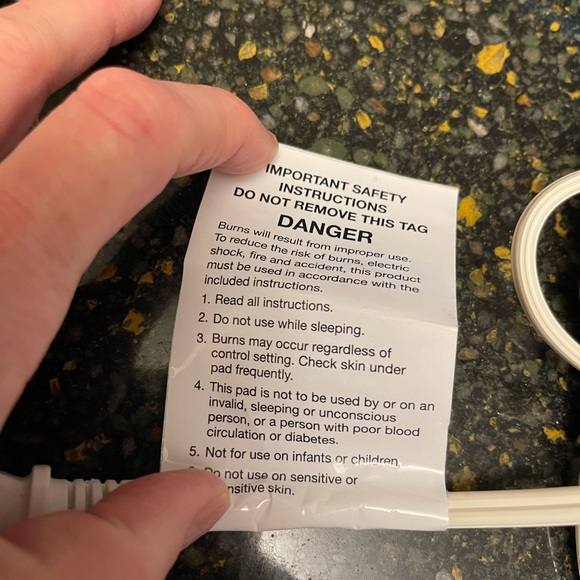 IMPORTANT SAFETY
INSTRUCTIONS
DO NOT REMOVE THIS TAG
DANGER
Burns will result from improper use.
To reduce the risk of burns, electric
shock, fire and accident, this product
must be used in accordance with the
included instructions.
1. Read all instructions.
2. Do not use while sleeping.
3. Burns may occur regardless of
control setting. Check skin under
pad frequently.
4. This pad is not to be used by or on an
invalid, sleeping or unconscious
person, or a person with poor blood
circulation or diabetes.
5. Not for use on infants or children
Do not use on sensitive or
skin.